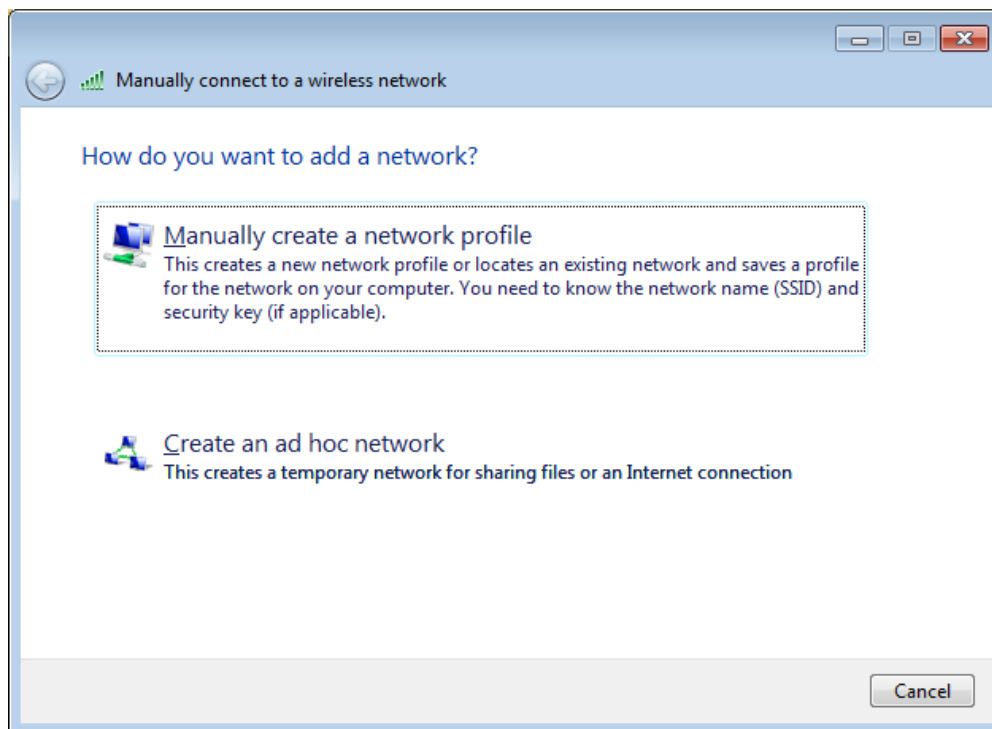 Manually connect to a wireless network
How do you want to add a network?
Manually create a network profile
This creates a new network profile or locates an existing network and saves a profile
for the network on your computer. You need to know the network name (SSID) and
security key (if applicable).
Create an ad hoc network
This creates a temporary network for sharing files or an Internet connection
Cancel